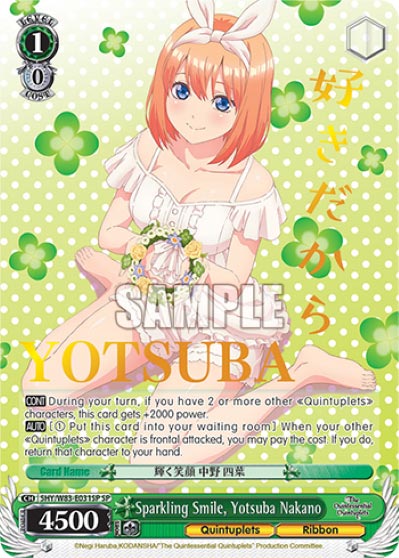 LEVEL
1
0
COST
好きだから
SAMPLE
YOTSUBA
CONT During your turn, if you have 2 or more other «Quintuplets»
characters, this card gets +2000 power.
AUTO [① Put this card into your waiting room] When your other
«Quintuplets» character is frontal attacked, you may pay the cost. If you do,
return that character to your hand.
Card Name 輝く笑顔 中野 四葉
CH 5HY/W83-E031SP SP
Sparkling Smile, Yotsuba Nakano
The Quintessential Quintuplets
POWER 4500
Quintuplets Ribbon
©Negi Haruba,KODANSHA/"The Quintessential Quintuplets" Production Committee